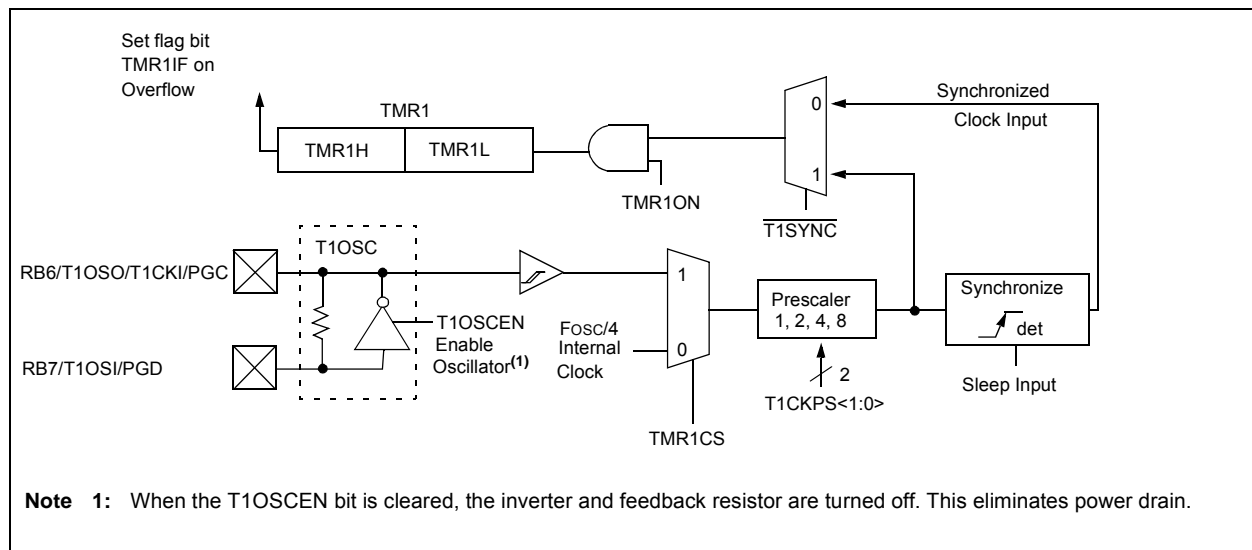 Set flag bit
TMR1IF on
Overflow
TMR1
TMR1H
TMR1L
TMR1ON
0
1
T1SYNC
Synchronized
Clock Input
RB6/T1OSO/T1CKI/PGC
RB7/T1OSI/PGD
T1OSC
T1OSCEN
Enable
Oscillator(1)
FOSC/4
Internal
Clock
1
0
TMR1CS
Prescaler
1, 2, 4, 8
2
T1CKPS<1:0>
Synchronize
det
Sleep Input
Note 1: When the T1OSCEN bit is cleared, the inverter and feedback resistor are turned off. This eliminates power drain.